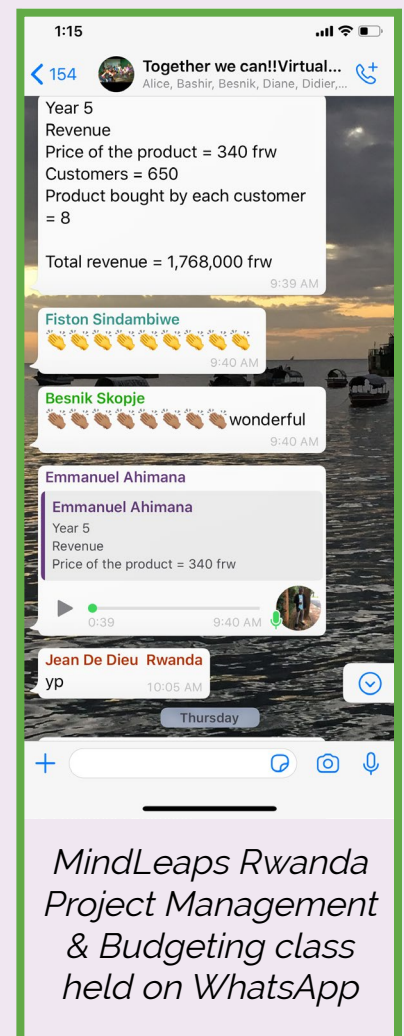 1:15
154
Together we can!!Virtual...
Alice, Bashir, Besnik, Diane, Didier,...
Year 5
Revenue
Price of the product = 340 frw
Customers = 650
Product bought by each customer
= 8
Total revenue = 1,768,000 frw
9:39 AM
Fiston Sindambiwe
👏👏👏👏👏👏👏👏👏
9:40 AM
Besnik Skopje
👏🏽👏🏽👏🏽👏🏽👏🏽👏🏽👏🏽👏🏽wonderful
9:40 AM
Emmanuel Ahimana
Emmanuel Ahimana
Year 5
Revenue
Price of the product = 340 frw
0:39 9:40 AM
Jean De Dieu Rwanda
yp 10:05 AM
Thursday
MindLeaps Rwanda
Project Management
& Budgeting class
held on WhatsApp